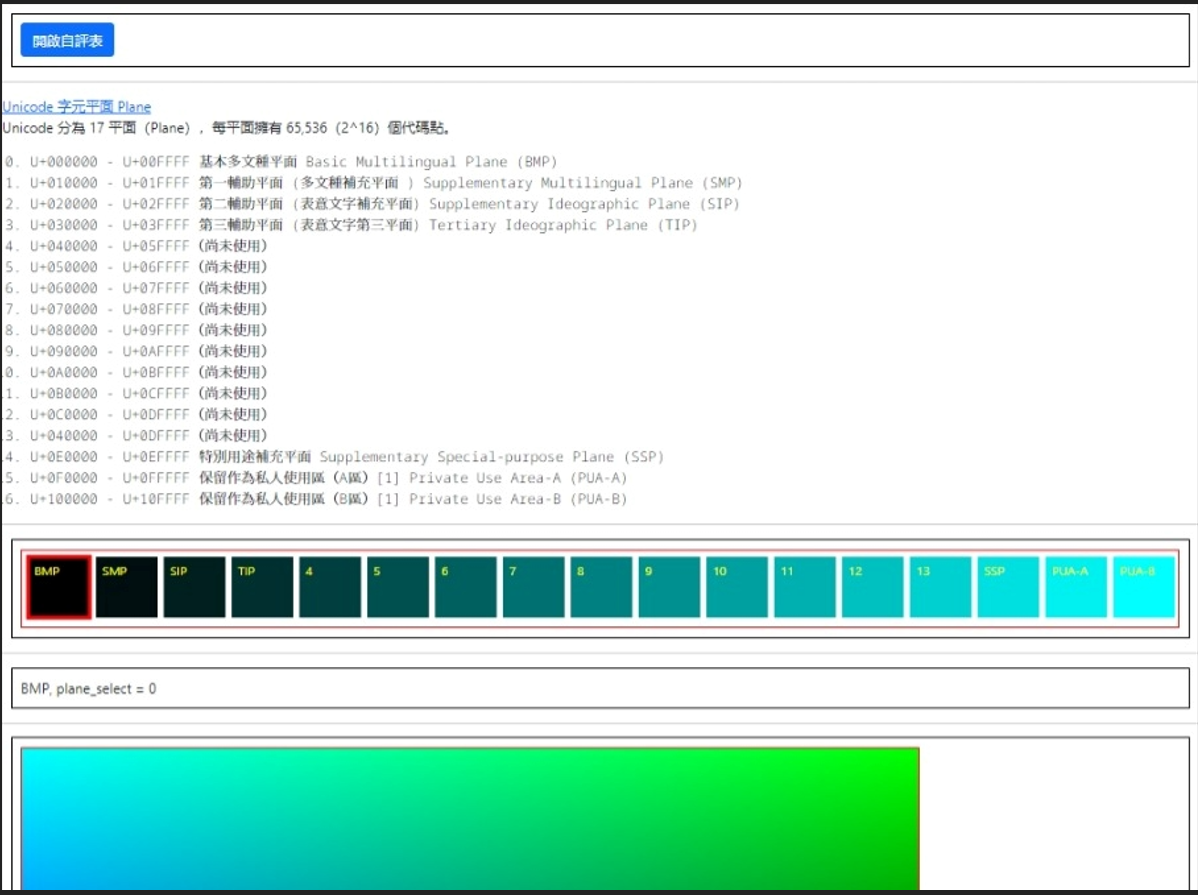 開啟自評表
Unicode 字元平面 Plane
Unicode 分為 17 平面（Plane），每平面擁有 65,536（2^16）個代碼點。
0. U+000000 - U+00FFFF 基本多文種平面 Basic Multilingual Plane (BMP)
1. U+010000 - U+01FFFF 第一輔助平面 (多文種補充平面 ) Supplementary Multilingual Plane (SMP)
2. U+020000 - U+02FFFF 第二輔助平面 (表意文字補充平面) Supplementary Ideographic Plane (SIP)
3. U+030000 - U+03FFFF 第三輔助平面 (表意文字第三平面) Tertiary Ideographic Plane (TIP)
4. U+040000 - U+05FFFF (尚未使用)
5. U+050000 - U+06FFFF (尚未使用)
6. U+060000 - U+07FFFF (尚未使用)
7. U+070000 - U+08FFFF (尚未使用)
8. U+080000 - U+09FFFF (尚未使用)
9. U+090000 - U+0AFFFF (尚未使用)
0. U+0A0000 - U+0BFFFF (尚未使用)
1. U+0B0000 - U+0CFFFF (尚未使用)
2. U+0C0000 - U+0DFFFF (尚未使用)
3. U+040000 - U+0DFFFF (尚未使用)
4. U+0E0000 - U+0EFFFF 特別用途補充平面 Supplementary Special-purpose Plane (SSP)
5. U+0F0000 - U+0FFFFF 保留作為私人使用區（A區）[1] Private Use Area-A (PUA-A)
6. U+100000 - U+10FFFF 保留作為私人使用區（B區）[1] Private Use Area-B (PUA-B)
BMP SMP SIP TIP 4 5 6 7 8 9 10 11 12 13 SSP PUA-A PUA-B
BMP, plane_select = 0